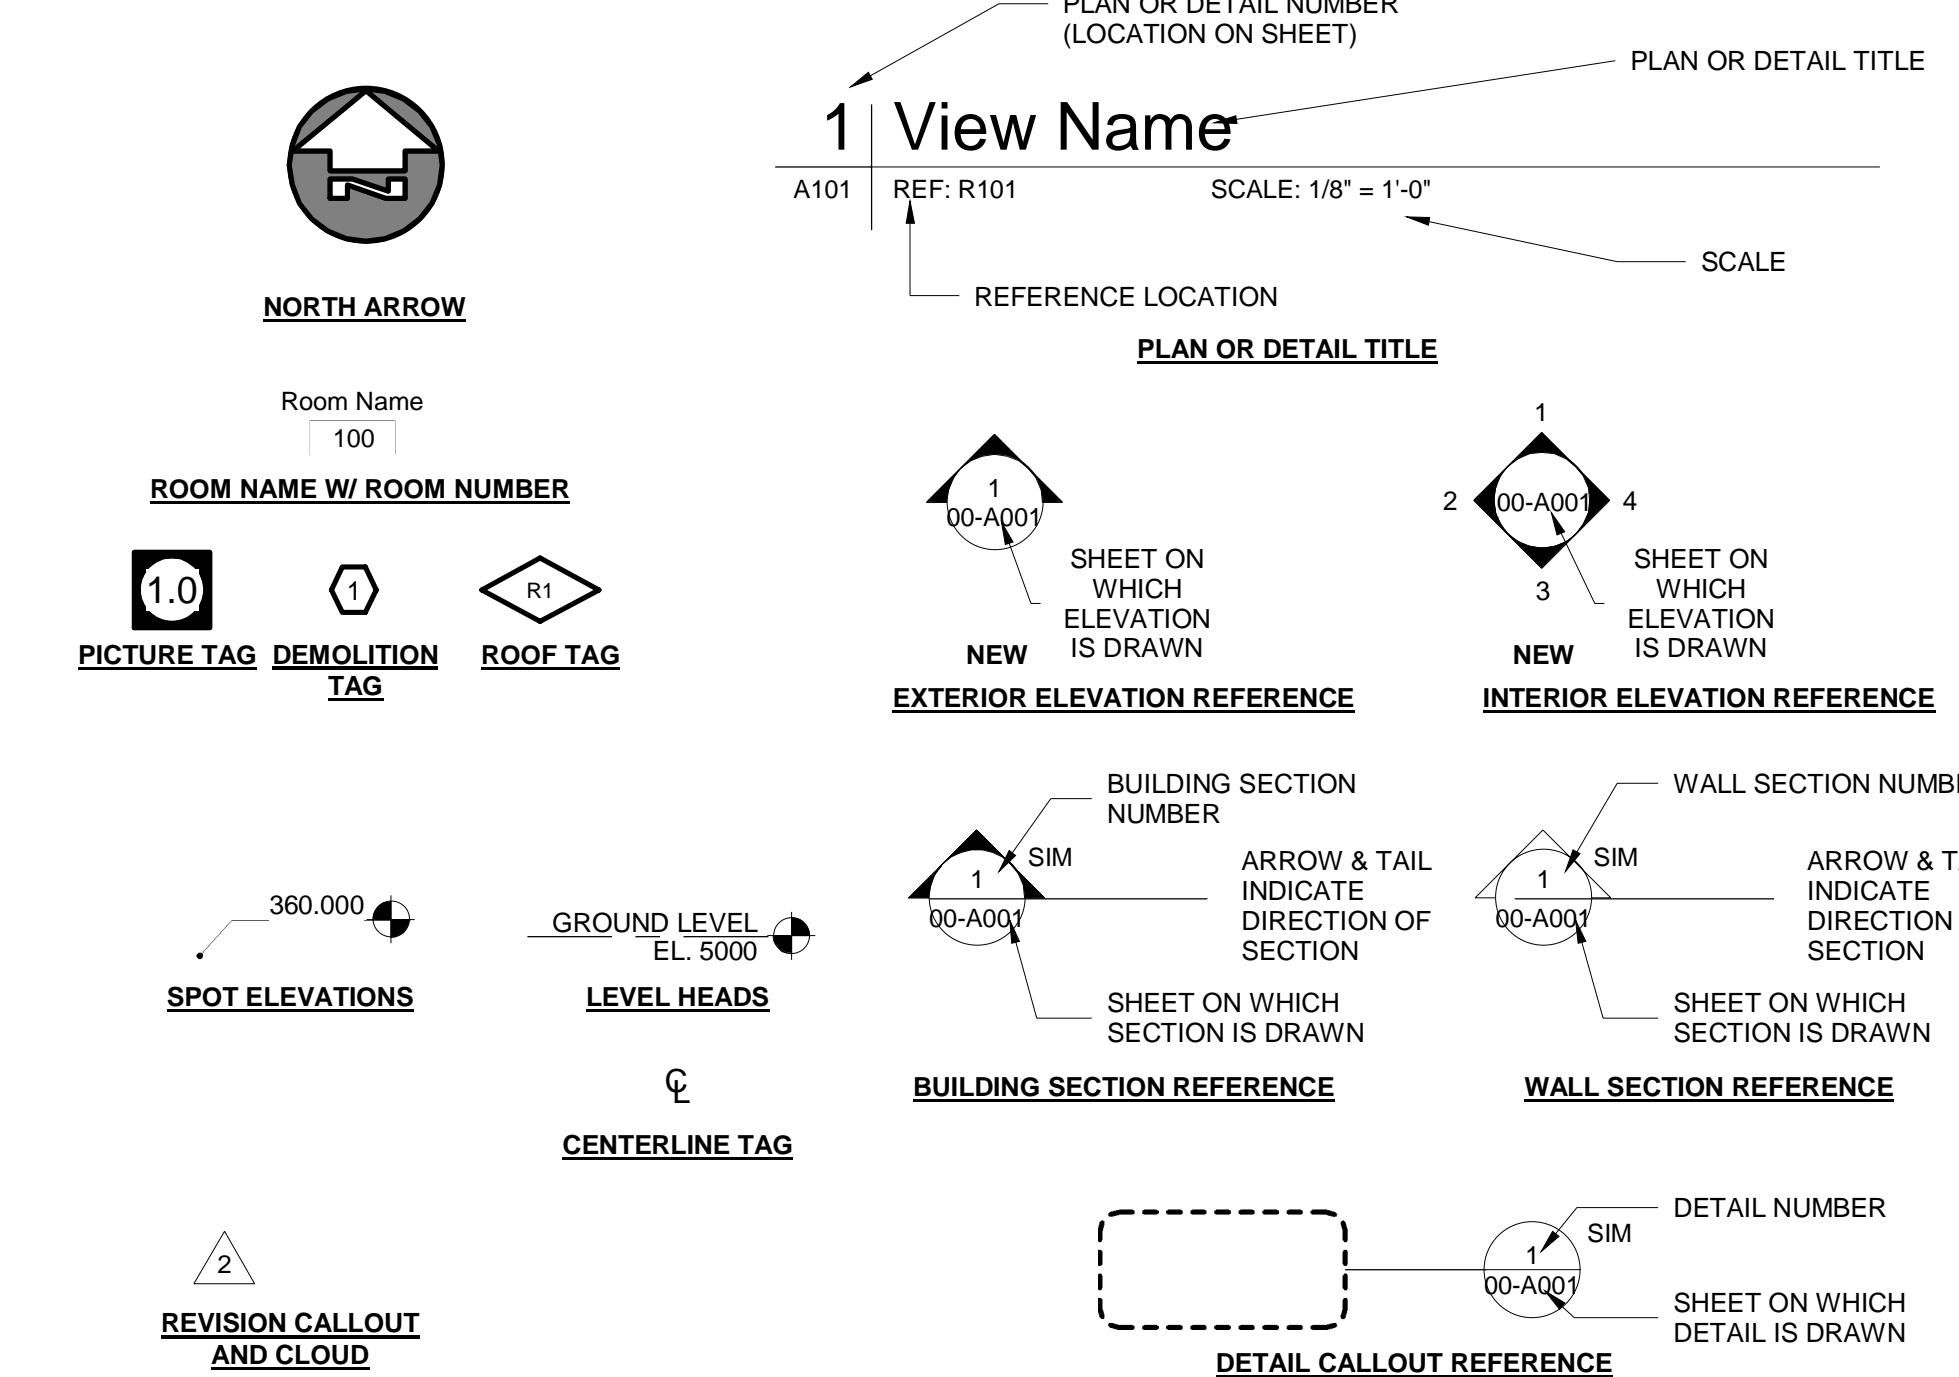 PLAN OR DETAIL NUMBER
(LOCATION ON SHEET)
PLAN OR DETAIL TITLE
1 View Name
A101 REF: R101 SCALE: 1/8" = 1'-0"
SCALE
REFERENCE LOCATION
PLAN OR DETAIL TITLE
N
NORTH ARROW
Room Name
100
ROOM NAME W/ ROOM NUMBER
1.0
PICTURE TAG
1
DEMOLITION
TAG
R1
ROOF TAG
1
00-A001
SHEET ON
WHICH
ELEVATION
IS DRAWN
NEW
EXTERIOR ELEVATION REFERENCE
1
2 00-A001 4
3
SHEET ON
WHICH
ELEVATION
IS DRAWN
NEW
INTERIOR ELEVATION REFERENCE
360.000
SPOT ELEVATIONS
GROUND LEVEL
EL. 5000
LEVEL HEADS
BUILDING SECTION
NUMBER
SIM
1
00-A001
ARROW & TAIL
INDICATE
DIRECTION OF
SECTION
SHEET ON WHICH
SECTION IS DRAWN
BUILDING SECTION REFERENCE
WALL SECTION
SIM
1
00-A001
ARROW &
INDICATE
DIRECTION
SECTION
SHEET ON WHICH
SECTION IS DRAWN
WALL SECTION REFERENCE
℄
CENTERLINE TAG
2
REVISION CALLOUT
AND CLOUD
DETAIL NUMBER
SIM
1
00-A001
SHEET ON WHICH
DETAIL IS DRAWN
DETAIL CALLOUT REFERENCE